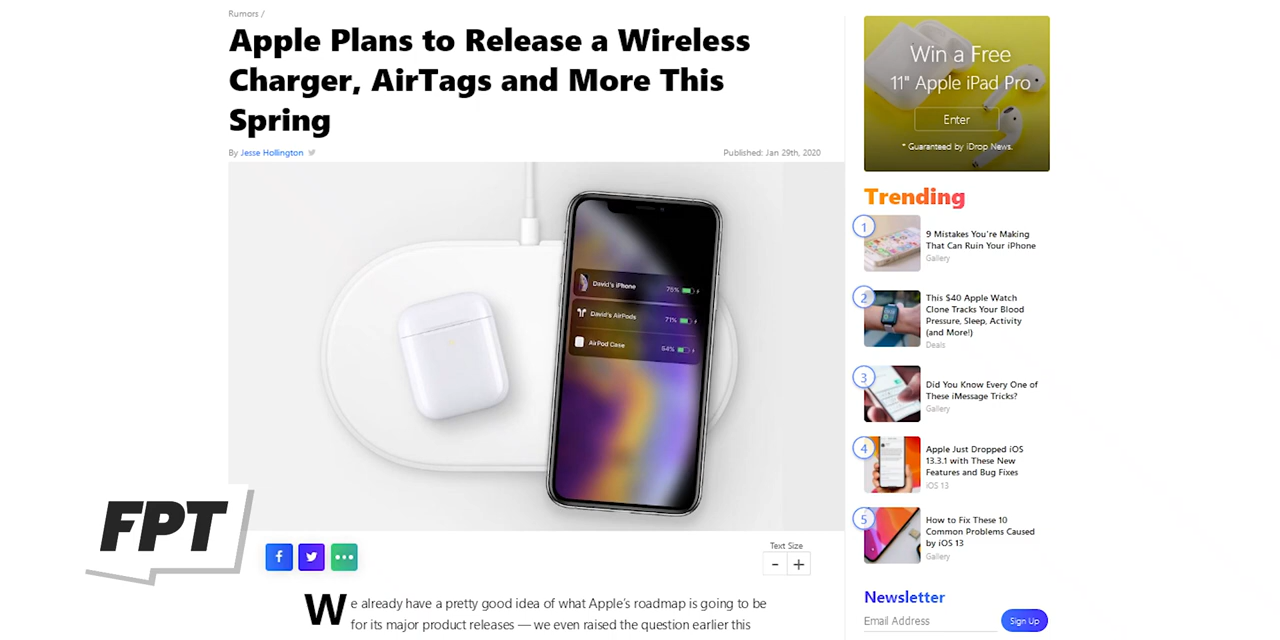 Rumors /
Apple Plans to Release a Wireless
Charger, AirTags and More This
Spring
By Jesse Hollington
Published: Jan 29th, 2020
David's iPhone 75%
David's AirPods 71%
AirPod Case 54%
FPT
Text Size
- +
We already have a pretty good idea of what Apple's roadmap is going to be
for its major product releases — we even raised the question earlier this
Win a Free
11" Apple iPad Pro
Enter
* Guaranteed by iDrop News.
Trending
1
9 Mistakes You're Making
That Can Ruin Your iPhone
Gallery
2
This $40 Apple Watch
Clone Tracks Your Blood
Pressure, Sleep, Activity
(and More!)
Deals
3
Did You Know Every One of
These iMessage Tricks?
Gallery
4
Apple Just Dropped iOS
13.3.1 with These New
Features and Bug Fixes
iOS 13
5
How to Fix These 10
Common Problems Caused
by iOS 13
Gallery
Newsletter
Email Address
Sign Up